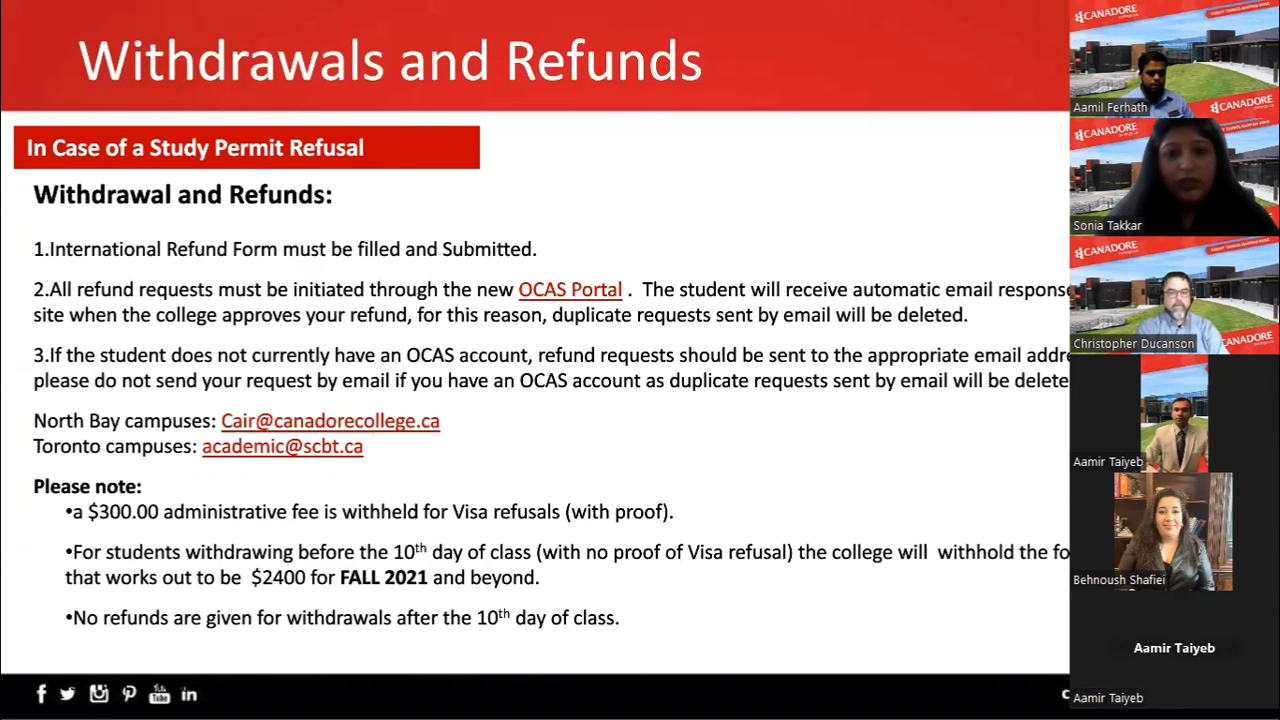 Withdrawals and Refunds
In Case of a Study Permit Refusal
Withdrawal and Refunds:
1.International Refund Form must be filled and Submitted.
2.All refund requests must be initiated through the new OCAS Portal . The student will receive automatic email response
site when the college approves your refund, for this reason, duplicate requests sent by email will be deleted.
3.If the student does not currently have an OCAS account, refund requests should be sent to the appropriate email addre
please do not send your request by email if you have an OCAS account as duplicate requests sent by email will be delete
North Bay campuses: Cair@canadorecollege.ca
Toronto campuses: academic@scbt.ca
Please note:
•a $300.00 administrative fee is withheld for Visa refusals (with proof).
•For students withdrawing before the 10th day of class (with no proof of Visa refusal) the college will withhold the fo
that works out to be $2400 for FALL 2021 and beyond.
•No refunds are given for withdrawals after the 10th day of class.
CANADORE
CANADORE
Aamil Ferhath
CANADORE
Sonia Takkar
CANADORE
CANADORE
Christopher Ducanson
Aamir Taiyeb
Behnoush Shafiei
Aamir Taiyeb
Aamir Taiyeb